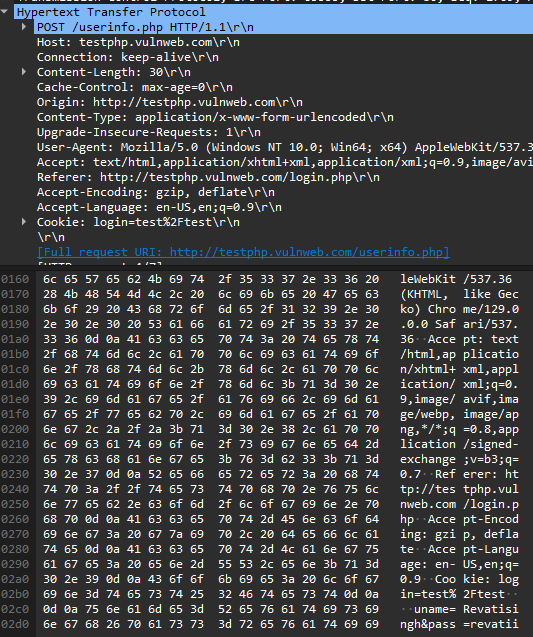 Hypertext Transfer Protocol
POST /userinfo.php HTTP/1.1\r\n
Host: testphp.vulnweb.com\r\n
Connection: keep-alive\r\n
Content-Length: 30\r\n
Cache-Control: max-age=0\r\n
Origin: http://testphp.vulnweb.com\r\n
Content-Type: application/x-www-form-urlencoded\r\n
Upgrade-Insecure-Requests: 1\r\n
User-Agent: Mozilla/5.0 (Windows NT 10.0; Win64; x64) AppleWebKit/537.3
Accept: text/html,application/xhtml+xml,application/xml;q=0.9,image/avif
Referer: http://testphp.vulnweb.com/login.php\r\n
Accept-Encoding: gzip, deflate\r\n
Accept-Language: en-US,en;q=0.9\r\n
Cookie: login=test%2Ftest\r\n
\r\n
[Full request URI: http://testphp.vulnweb.com/userinfo.php]
0160 6c 65 57 65 62 4b 69 74 2f 35 33 37 2e 33 36 20 leWebKit /537.36
0170 28 4b 48 54 4d 4c 2c 20 6c 69 6b 65 20 47 65 63 (KHTML, like Gec
0180 6b 6f 29 20 43 68 72 6f 6d 65 2f 31 32 39 2e 30 ko) Chro me/129.0
0190 2e 30 2e 30 20 53 61 66 61 72 69 2f 35 33 37 2e .0.0 Saf ari/537.
01a0 33 36 0d 0a 41 63 63 65 70 74 3a 20 74 65 78 74 36··Acce pt: text
01b0 2f 68 74 6d 6c 2c 61 70 70 6c 69 63 61 74 69 6f /html,ap plicatio
01c0 6e 2f 78 68 74 6d 6c 2b 78 6d 6c 2c 61 70 70 6c n/xhtml+ xml,appl
01d0 69 63 61 74 69 6f 6e 2f 78 6d 6c 3b 71 3d 30 2e ication/ xml;q=0.
01e0 39 2c 69 6d 61 67 65 2f 61 76 69 66 2c 69 6d 61 9,image/ avif,ima
01f0 67 65 2f 77 65 62 70 2c 69 6d 61 67 65 2f 61 70 ge/webp, image/ap
0200 6e 67 2c 2a 2f 2a 3b 71 3d 30 2e 38 2c 61 70 70 ng,*/*;q =0.8,app
0210 6c 69 63 61 74 69 6f 6e 2f 73 69 67 6e 65 64 2d lication /signed-
0220 65 78 63 68 61 6e 67 65 3b 76 3d 62 33 3b 71 3d exchange ;v=b3;q=
0230 30 2e 37 0d 0a 52 65 66 65 72 65 72 3a 20 68 74 0.7··Ref erer: ht
0240 74 70 3a 2f 2f 74 65 73 74 70 68 70 2e 76 75 6c tp://tes tphp.vul
0250 6e 77 65 62 2e 63 6f 6d 2f 6c 6f 67 69 6e 2e 70 nweb.com /login.p
0260 68 70 0d 0a 41 63 63 65 70 74 2d 45 6e 63 6f 64 hp··Acce pt-Encod
0270 69 6e 67 3a 20 67 7a 69 70 2c 20 64 65 66 6c 61 ing: gzi p, defla
0280 74 65 0d 0a 41 63 63 65 70 74 2d 4c 61 6e 67 75 te··Acce pt-Langu
0290 61 67 65 3a 20 65 6e 2d 55 53 2c 65 6e 3b 71 3d age: en- US,en;q=
02a0 30 2e 39 0d 0a 43 6f 6f 6b 69 65 3a 20 6c 6f 67 0.9··Coo kie: log
02b0 69 6e 3d 74 65 73 74 25 32 46 74 65 73 74 0d 0a in=test% 2Ftest··
02c0 0d 0a 75 6e 61 6d 65 3d 52 65 76 61 74 69 73 69 ··uname= Revatisi
02d0 6e 67 68 26 70 61 73 73 3d 72 65 76 61 74 69 69 ngh&pass =revatii